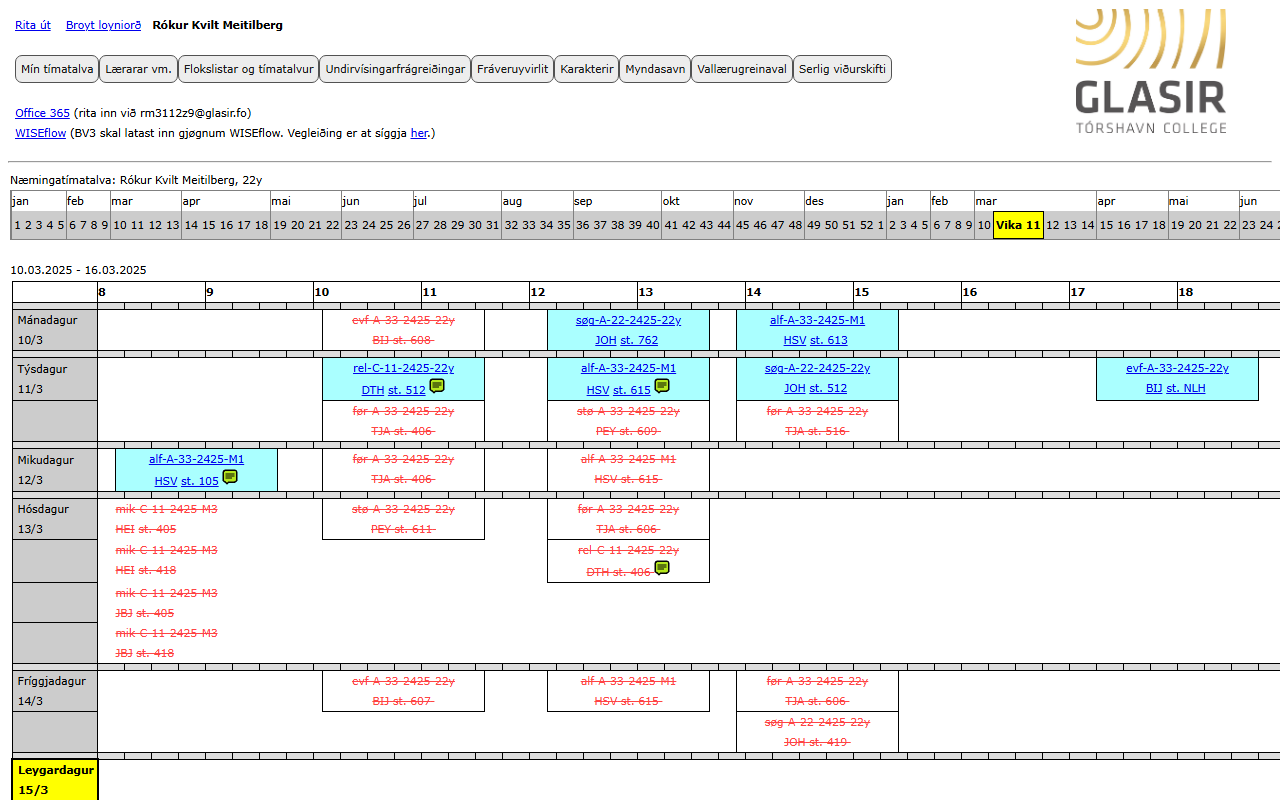 Rita út Broyt loyniorð Rókur Kvilt Meitilberg
GLASIR
TÓRSHAVN COLLEGE
Mín tímatalva Lærarar vm. Flokslistar og tímatalvur Undirvísingarfrágreiðingar Fráveruyvirlit Karakterir Myndasavn Vallærugreinaval Serlig viðurskifti
Office 365 (rita inn við rm3112z9@glasir.fo)
WISEflow (BV3 skal latast inn gjøgnum WISEflow. Vegleiðing er at síggja her.)
Næmingatímatalva: Rókur Kvilt Meitilberg, 22y
jan feb mar apr mai jun jul aug sep okt nov des jan feb mar apr mai jun
1 2 3 4 5 6 7 8 9 10 11 12 13 14 15 16 17 18 19 20 21 22 23 24 25 26 27 28 29 30 31 32 33 34 35 36 37 38 39 40 41 42 43 44 45 46 47 48 49 50 51 52 1 2 3 4 5 6 7 8 9 10 Vika 11 12 13 14 15 16 17 18 19 20 21 22 23 24
10.03.2025 - 16.03.2025
8 9 10 11 12 13 14 15 16 17 18
Mánadagur evf-A-33-2425-22y søg-A-22-2425-22y alf-A-33-2425-M1
10/3 BIJ st. 608 JOH st. 762 HSV st. 613
Týsdagur rel-C-11-2425-22y alf-A-33-2425-M1 søg-A-22-2425-22y evf-A-33-2425-22y
11/3 DTH st. 512 HSV st. 615 JOH st. 512 BIJ st. NLH
før-A-33-2425-22y stø-A-33-2425-22y før-A-33-2425-22y
TJA st. 406 PEY st. 609 TJA st. 516
Mikudagur alf-A-33-2425-M1 før-A-33-2425-22y alf-A-33-2425-M1
12/3 HSV st. 105 TJA st. 406 HSV st. 615
Hósdagur mik-C-11-2425-M3 stø-A-33-2425-22y før-A-33-2425-22y
13/3 HEI st. 405 PEY st. 611 TJA st. 606
mik-C-11-2425-M3 rel-C-11-2425-22y
HEI st. 418 DTH st. 406
mik-C-11-2425-M3
JBJ st. 405
mik-C-11-2425-M3
JBJ st. 418
Fríggjadagur evf-A-33-2425-22y alf-A-33-2425-M1 før-A-33-2425-22y
14/3 BIJ st. 607 HSV st. 615 TJA st. 606
søg-A-22-2425-22y
JOH st. 419
Leygardagur
15/3